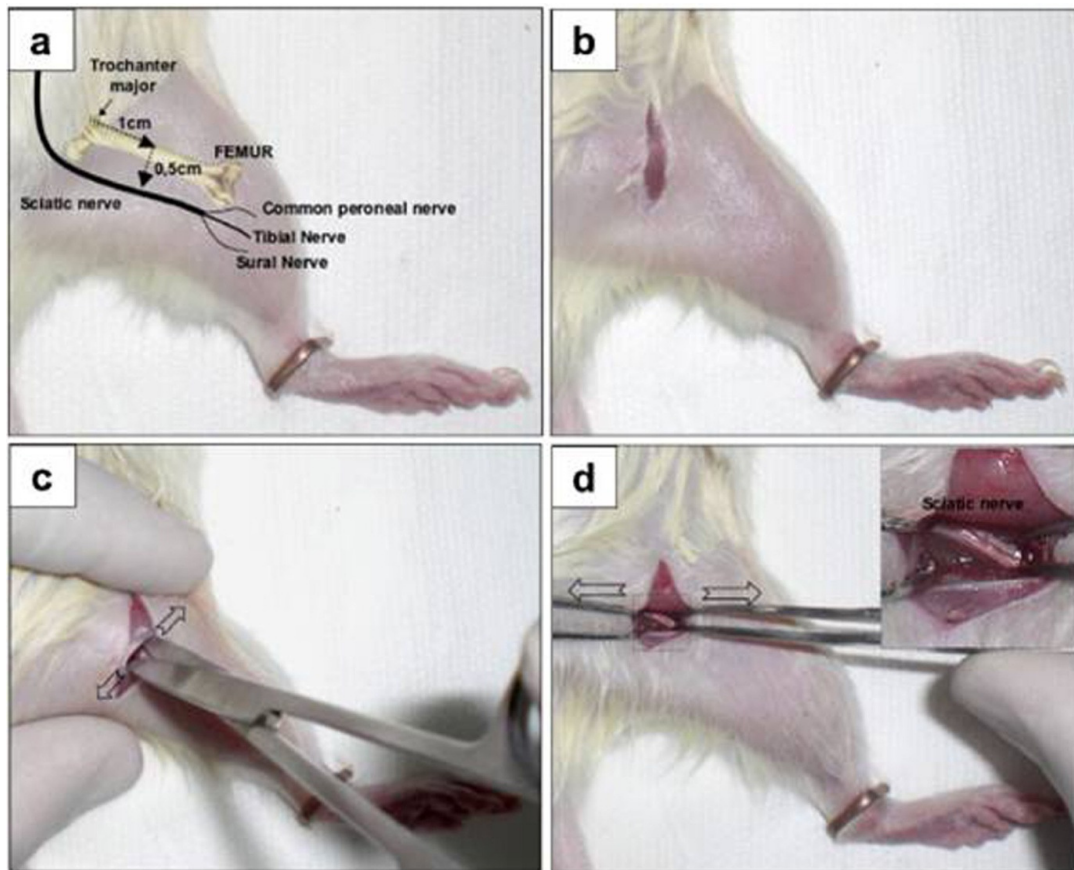 a
Trochanter
major
1cm
FEMUR
0,5cm
Sciatic nerve
Common peroneal nerve
Tibial Nerve
Sural Nerve
b
c
d
Sciatic nerve